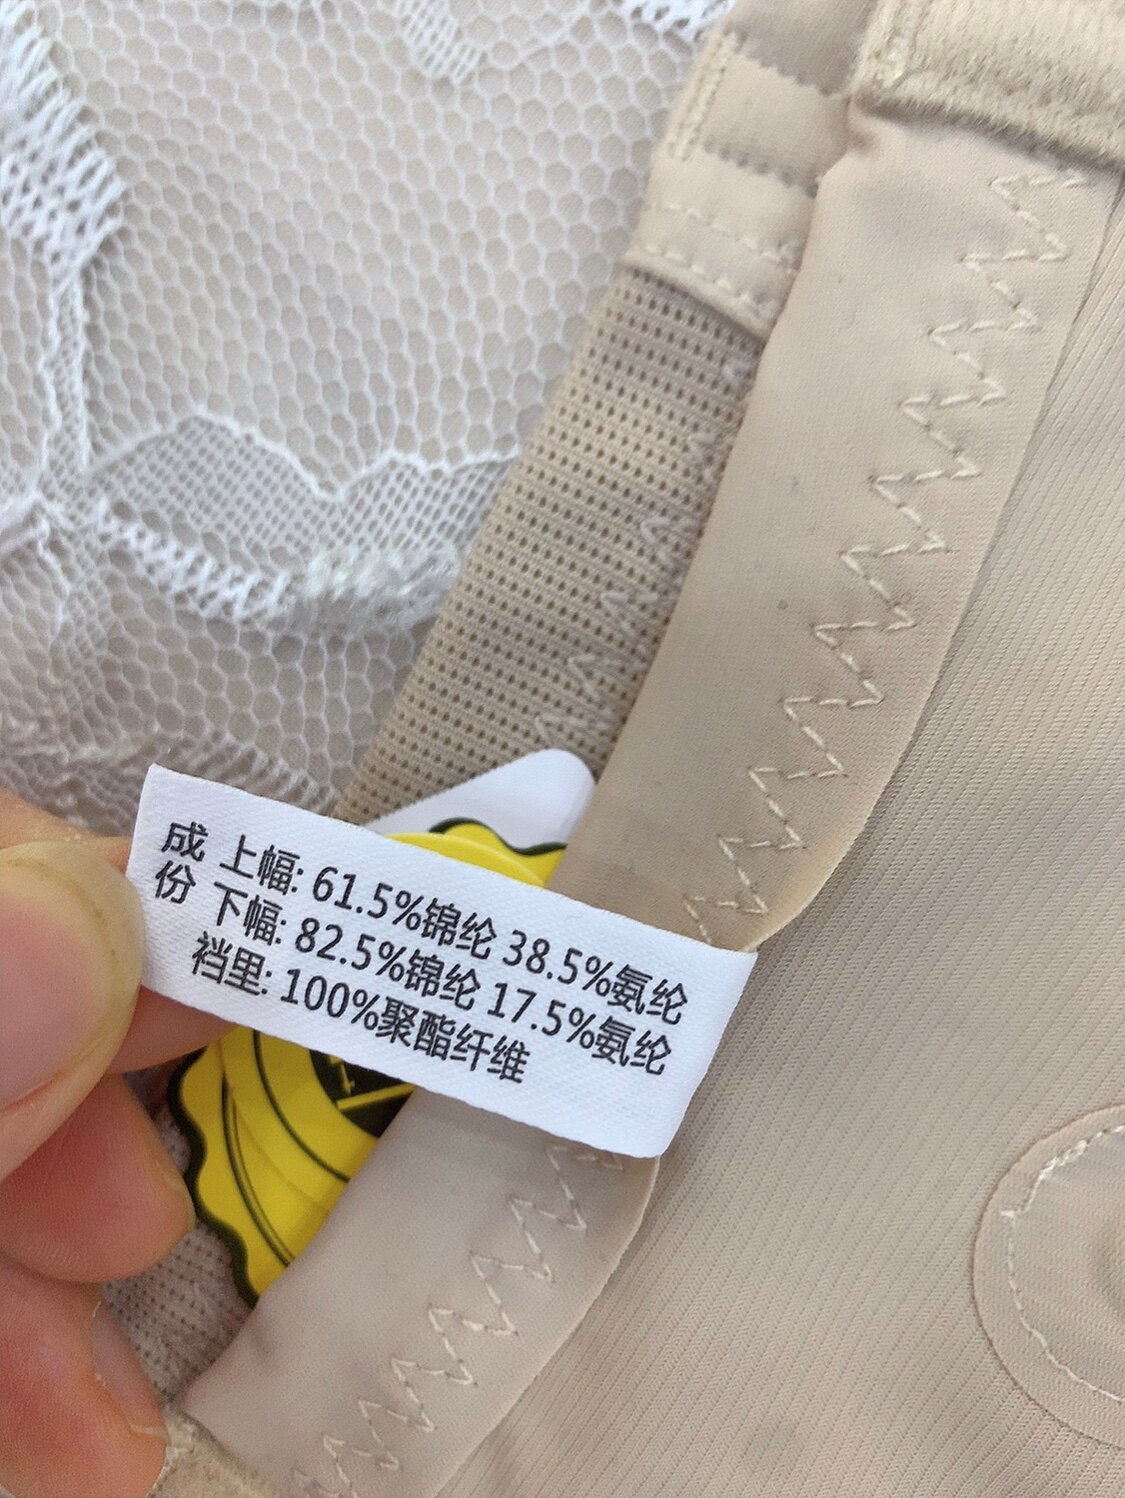 成份
上幅: 61.5%锦纶 38.5%氨纶
下幅: 82.5%锦纶 17.5%氨纶
裆里: 100%聚酯纤维